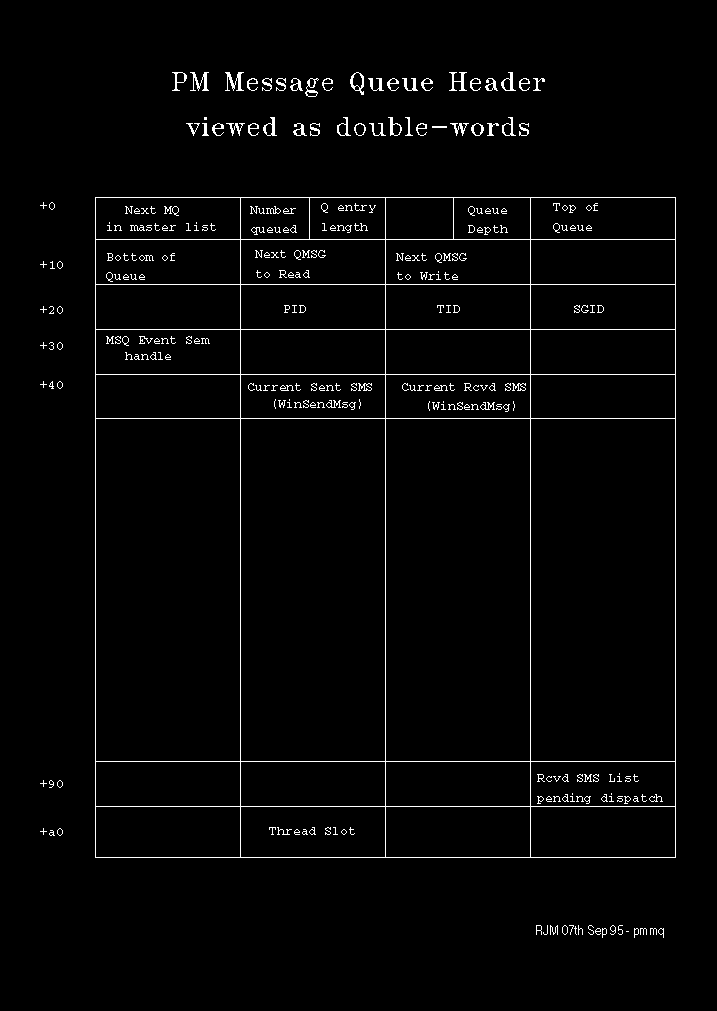 PM Message Queue Header
viewed as double-words
+0
Next MQ
in master list
Number
queued
Q entry
length
Queue
Depth
Top of
Queue
+10
Bottom of
Queue
Next QMSG
to Read
Next QMSG
to Write
+20
PID
TID
SGID
+30
MSQ Event Sem
handle
+40
Current Sent SMS
(WinSendMsg)
Current Rcvd SMS
(WinSendMsg)
+90
Rcvd SMS List
pending dispatch
+a0
Thread Slot
RJM 07th Sep 95 - pmmq